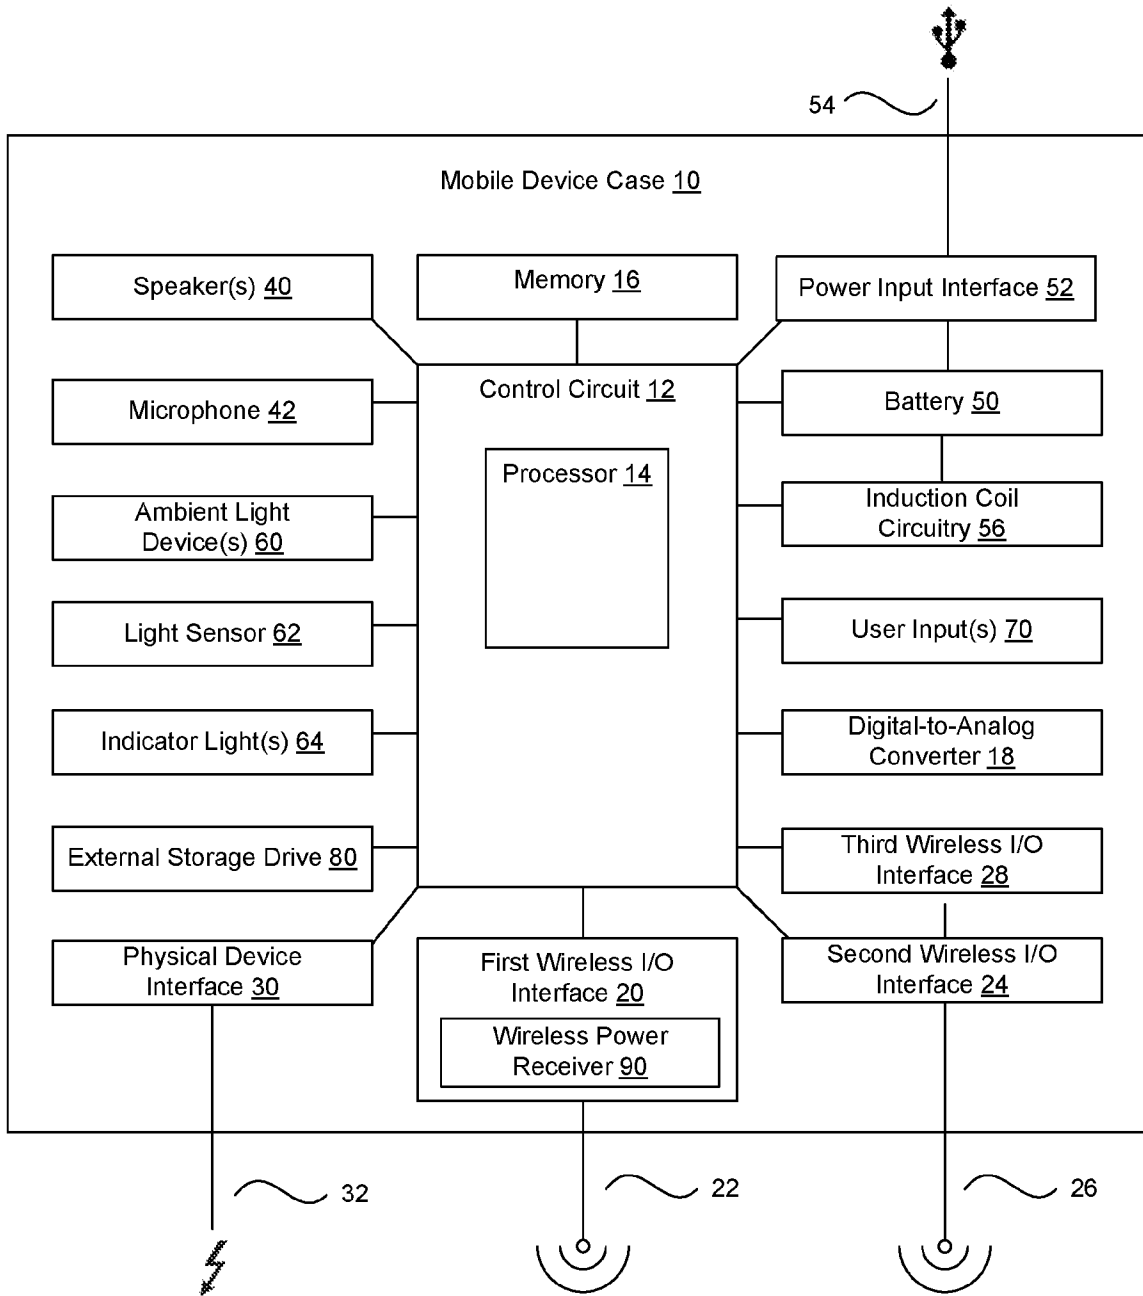 54
Mobile Device Case 10
Speaker(s) 40
Memory 16
Power Input Interface 52
Control Circuit 12
Microphone 42
Battery 50
Processor 14
Ambient Light
Device(s) 60
Induction Coil
Circuitry 56
Light Sensor 62
User Input(s) 70
Indicator Light(s) 64
Digital-to-Analog
Converter 18
External Storage Drive 80
Third Wireless I/O
Interface 28
Physical Device
Interface 30
First Wireless I/O
Interface 20
Second Wireless I/O
Interface 24
Wireless Power
Receiver 90
32
22
26